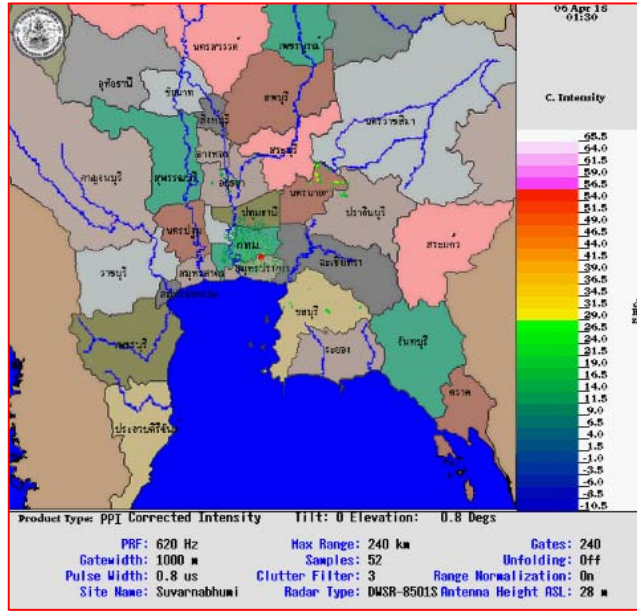 06 Apr 18
01:30
C. Intensity
นครสวรรค์
เพชรบูรณ์
อุทัยธานี
ชัยนาท
ลพบุรี
สิงห์บุรี
นครราชสีมา
อ่างทอง
สระบุรี
กาญจนบุรี
สุพรรณบุรี
อยุธยา
นครนายก
ปราจีนบุรี
ปทุมธานี
นครปฐม
กทม.
สระแก้ว
ฉะเชิงเทรา
ราชบุรี
สมุทรสาคร
สมุทรปราการ
ชลบุรี
เพชรบุรี
ระยอง
จันทบุรี
ตราด
ประจวบคีรีขันธ์
65.5
64.0
61.5
59.0
56.5
54.0
51.5
49.0
46.5
44.0
41.5
39.0
36.5
34.0
31.5
29.0
26.5
24.0
21.5
19.0
16.5
14.0
11.5
9.0
6.5
4.0
1.5
-1.0
-3.5
-6.0
-8.5
-10.5
Product Type: PPI Corrected Intensity Tilt: 0 Elevation: 0.8 Degs
PRF: 620 Hz Max Range: 240 km Gates: 240
Gatewidth: 1000 m Samples: 52 Unfolding: Off
Pulse Width: 0.8 us Clutter Filter: 3 Range Normalization: On
Site Name: Suvarnabhumi Radar Type: DWSR-8501S Antenna Height ASL: 28 m